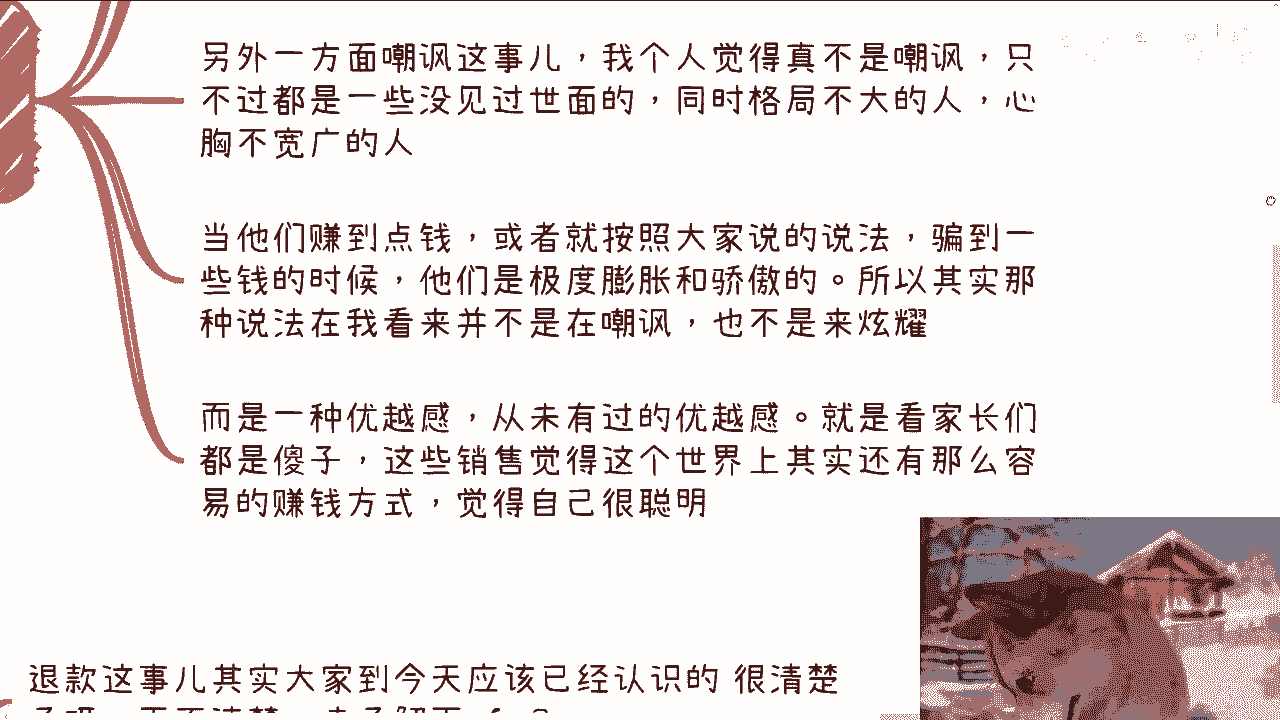 另外一方面嘲讽这事儿，我个人觉得真不是嘲讽，只
不过都是一些没见过世面的，同时格局不大的人，心
胸不宽广的人
当他们赚到点钱，或者就按照大家说的说法，骗到一
些钱的时候，他们是极度膨胀和骄傲的。所以其实那
种说法在我看来并不是在嘲讽，也不是来炫耀
而是一种优越感，从未有过的优越感。就是看家长们
都是傻子，这些销售觉得这个世界上其实还有那么容
易的赚钱方式，觉得自己很聪明
退款这事儿其实大家到今天应该已经认识的 很清楚